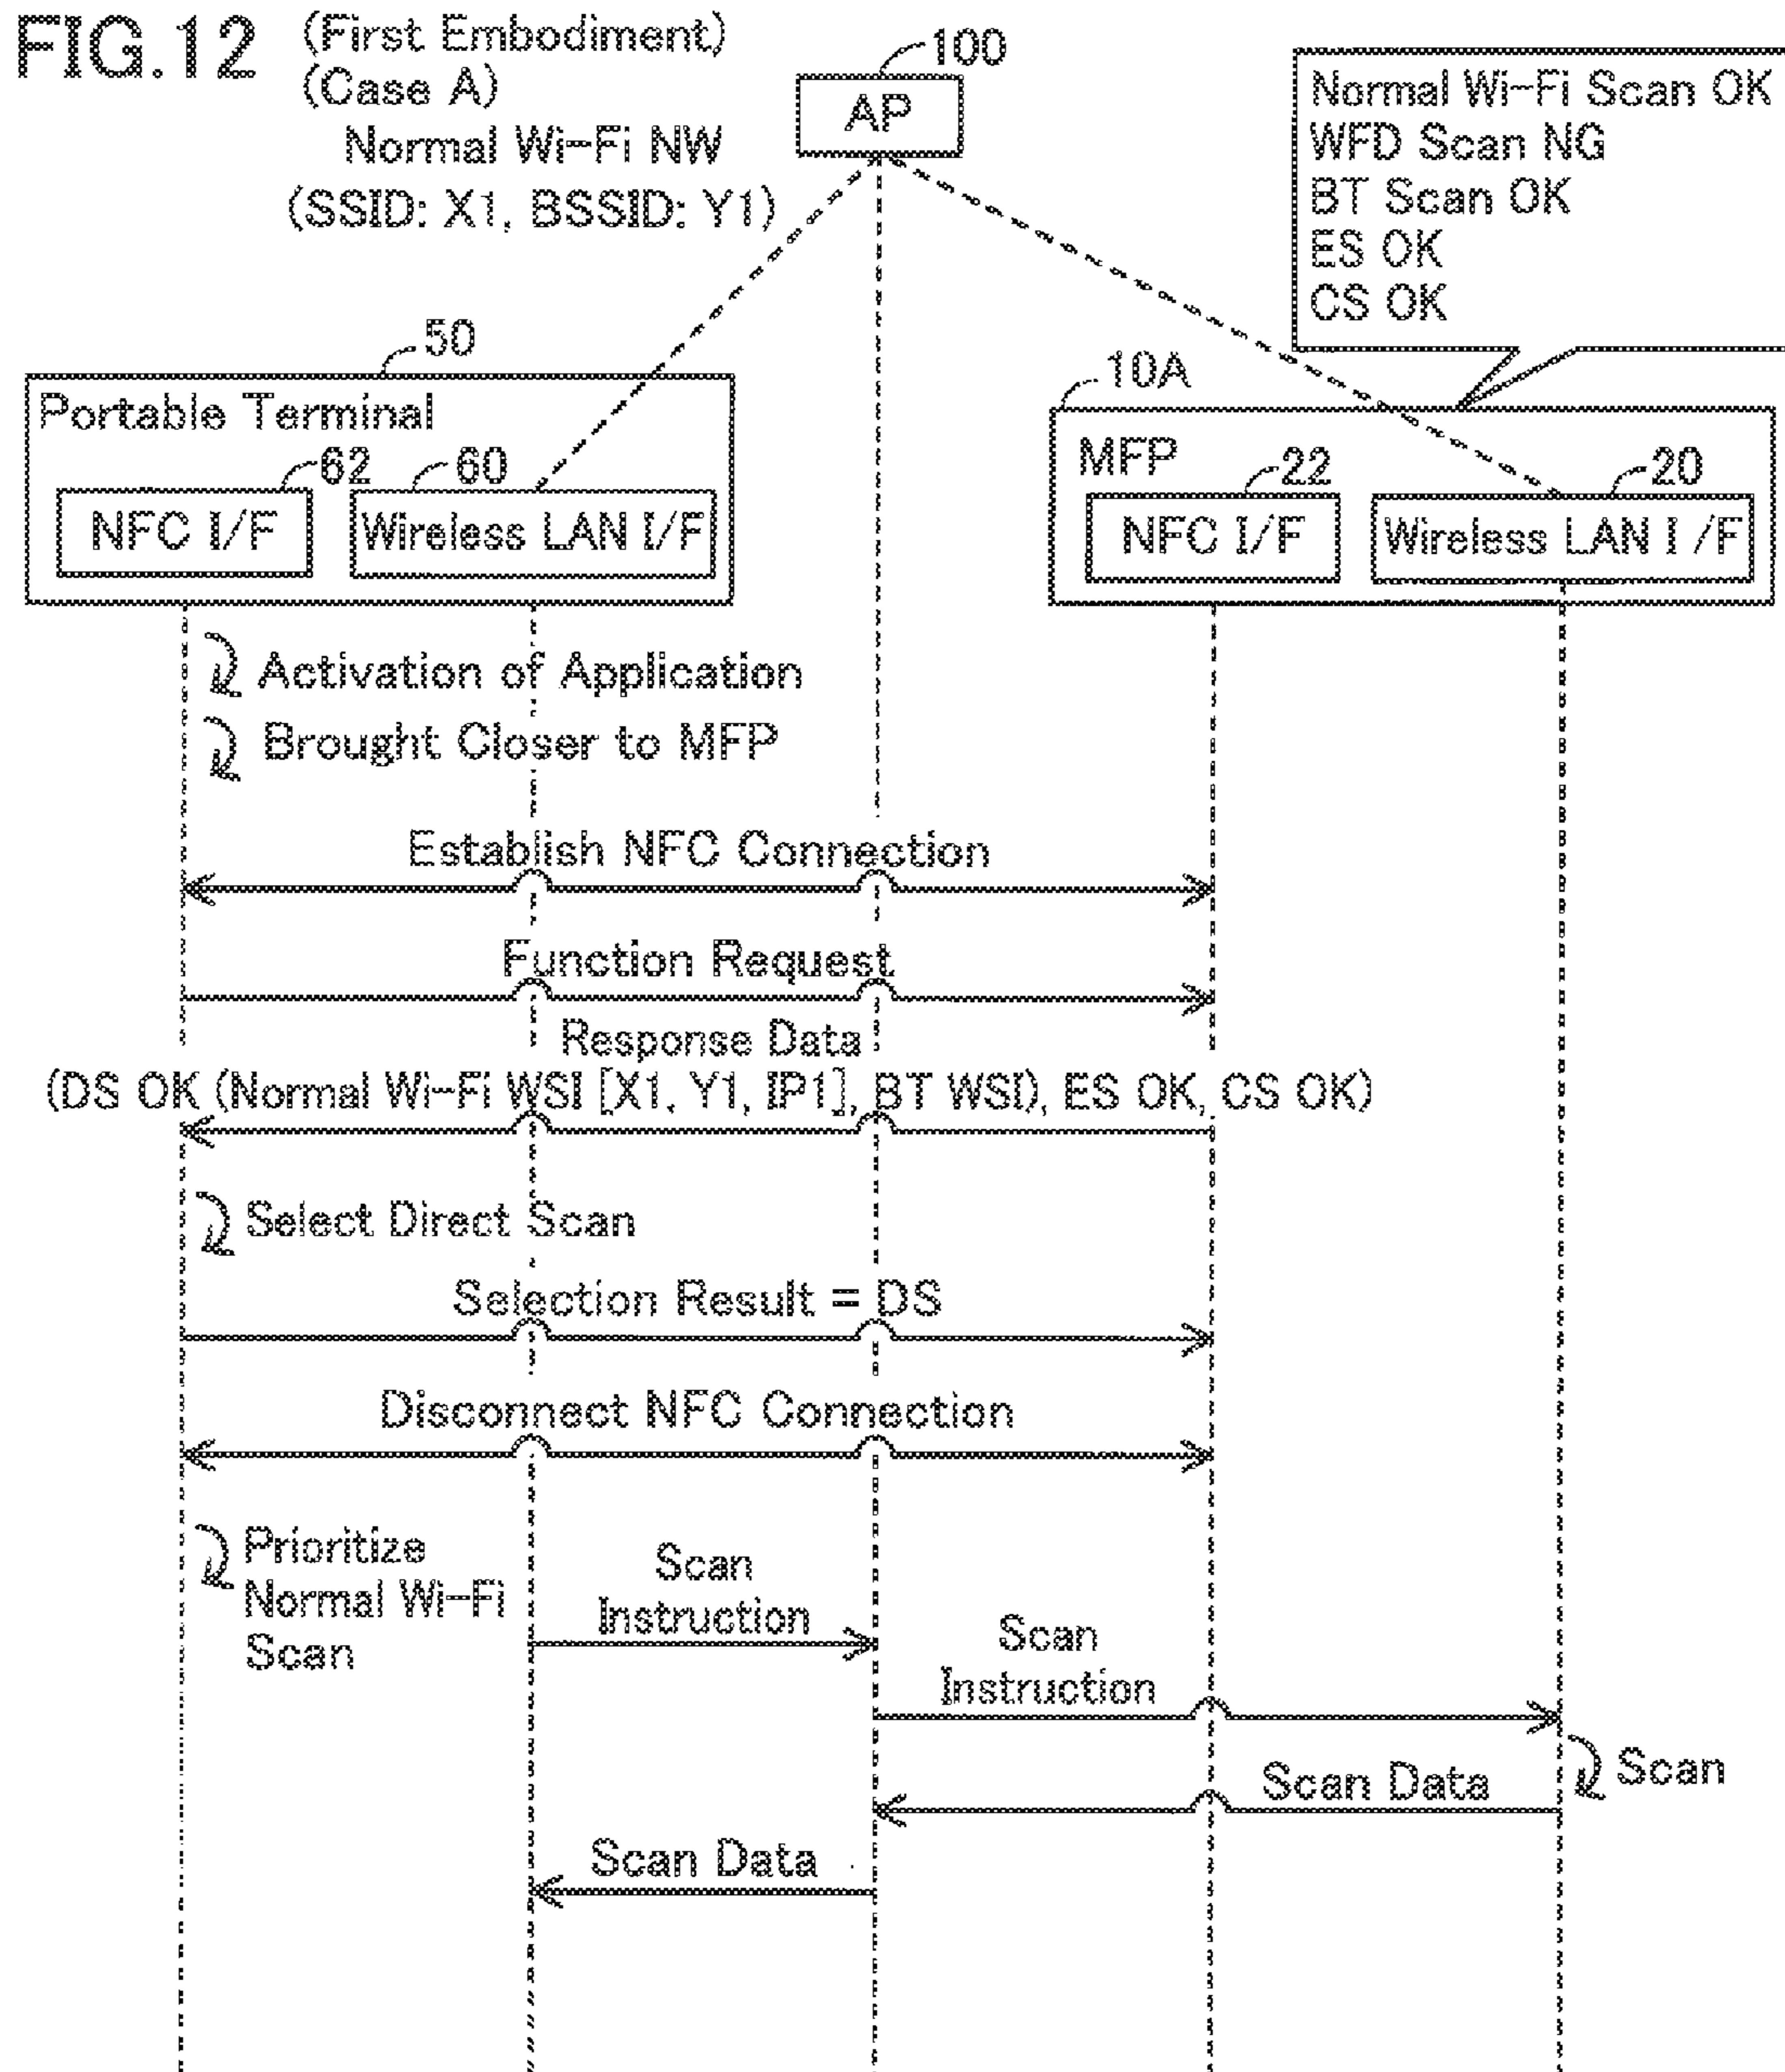 FIG.12
(First Embodiment)
(Case A)
Normal Wi-Fi NW
(SSID: X1, BSSID: Y1)
100
AP
Normal Wi-Fi Scan OK
WFD Scan NG
BT Scan OK
ES OK
CS OK
50
Portable Terminal
62
60
NFC I/F
Wireless LAN I/F
10A
MFP
22
20
NFC I/F
Wireless LAN I /F
Activation of Application
Brought Closer to MFP
Establish NFC Connection
Function Request
Response Data
(DS OK (Normal Wi-Fi WSI [X1, Y1, IP1], BT WSI), ES OK, CS OK)
Select Direct Scan
Selection Result = DS
Disconnect NFC Connection
Prioritize
Normal Wi-Fi
Scan
Scan
Instruction
Scan
Instruction
Scan
Scan Data
Scan Data